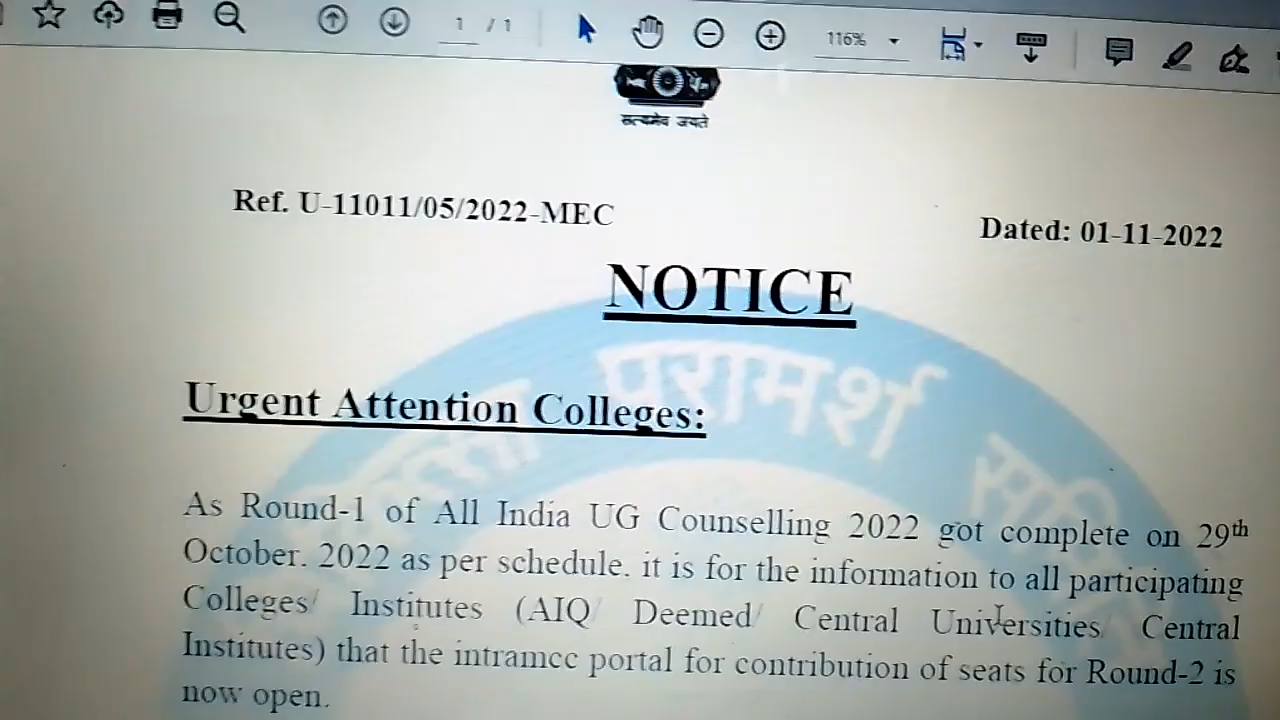 1 / 1
116%
सत्यमेव जयते
Ref. U-11011/05/2022-MEC
Dated: 01-11-2022
NOTICE
परामर्श
Urgent Attention Colleges:
As Round-1 of All India UG Counselling 2022 got complete on 29th
October. 2022 as per schedule. it is for the information to all participating
Colleges/ Institutes (AIQ/ Deemed/ Central Universities/ Central
Institutes) that the intramcc portal for contribution of seats for Round-2 is
now open.